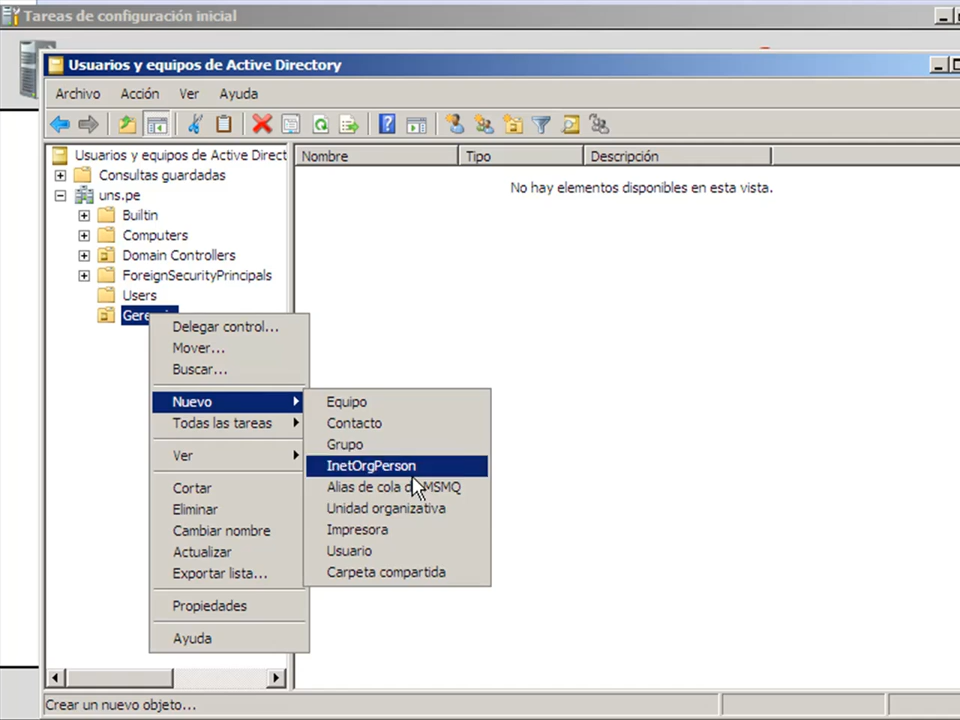 Tareas de configuración inicial
Usuarios y equipos de Active Directory
Archivo Acción Ver Ayuda
Usuarios y equipos de Active Direct
Consultas guardadas
uns.pe
Builtin
Computers
Domain Controllers
ForeignSecurityPrincipals
Users
Nombre Tipo Descripción
No hay elementos disponibles en esta vista.
Delegar control...
Mover...
Buscar...
Nuevo
Todas las tareas
Ver
Cortar
Eliminar
Cambiar nombre
Actualizar
Exportar lista...
Propiedades
Ayuda
Equipo
Contacto
Grupo
InetOrgPerson
Alias de cola MSMQ
Unidad organizativa
Impresora
Usuario
Carpeta compartida
Crear un nuevo objeto...